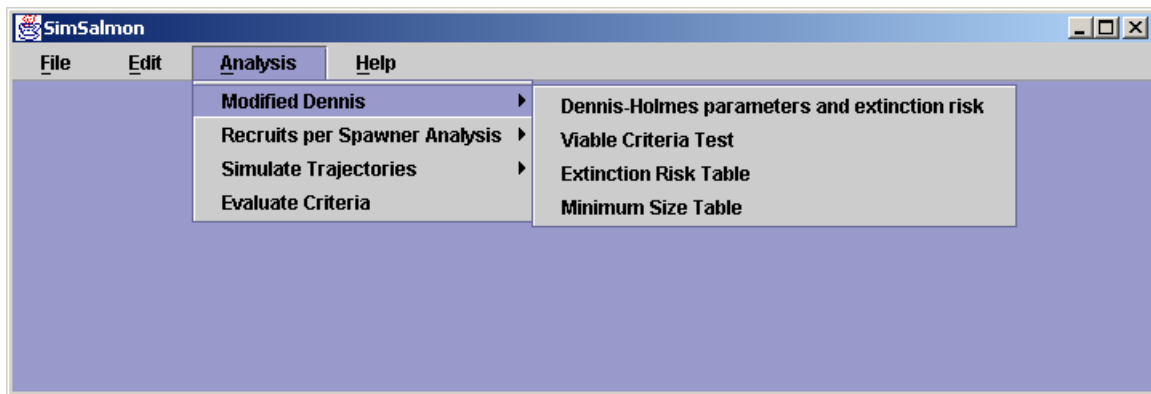 SimSalmon
File Edit Analysis Help
Modified Dennis
Recruits per Spawner Analysis
Simulate Trajectories
Evaluate Criteria
Dennis-Holmes parameters and extinction risk
Viable Criteria Test
Extinction Risk Table
Minimum Size Table